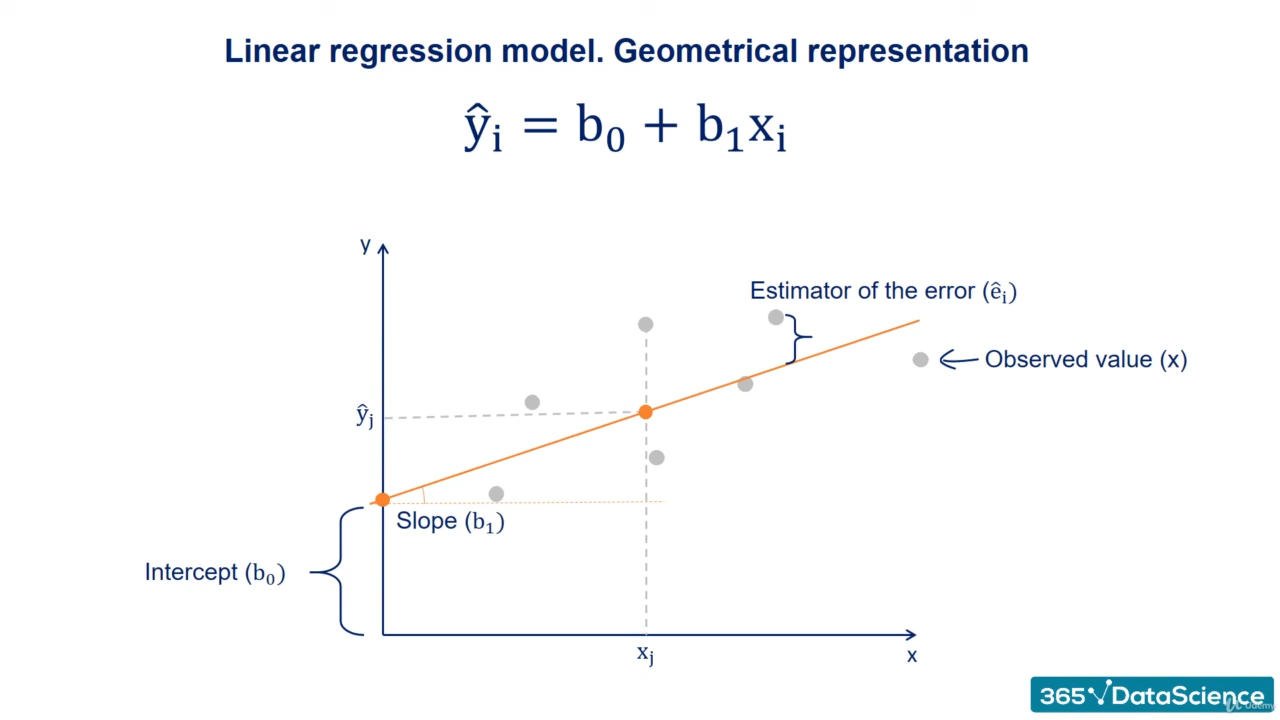 Linear regression model. Geometrical representation
ŷᵢ = b₀ + b₁xᵢ
y
Estimator of the error (êᵢ)
Observed value (x)
ŷⱼ
Slope (b₁)
Intercept (b₀)
xⱼ
x
365 DataScience
Udemy